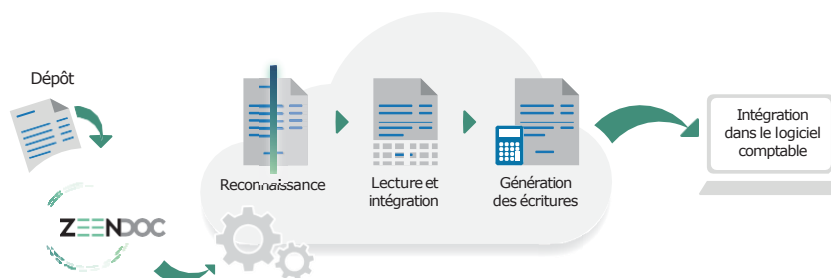 Dépôt
ZEENDOC
Reconnaissance
Lecture et
intégration
Génération
des écritures
Intégration
dans le logiciel
comptable